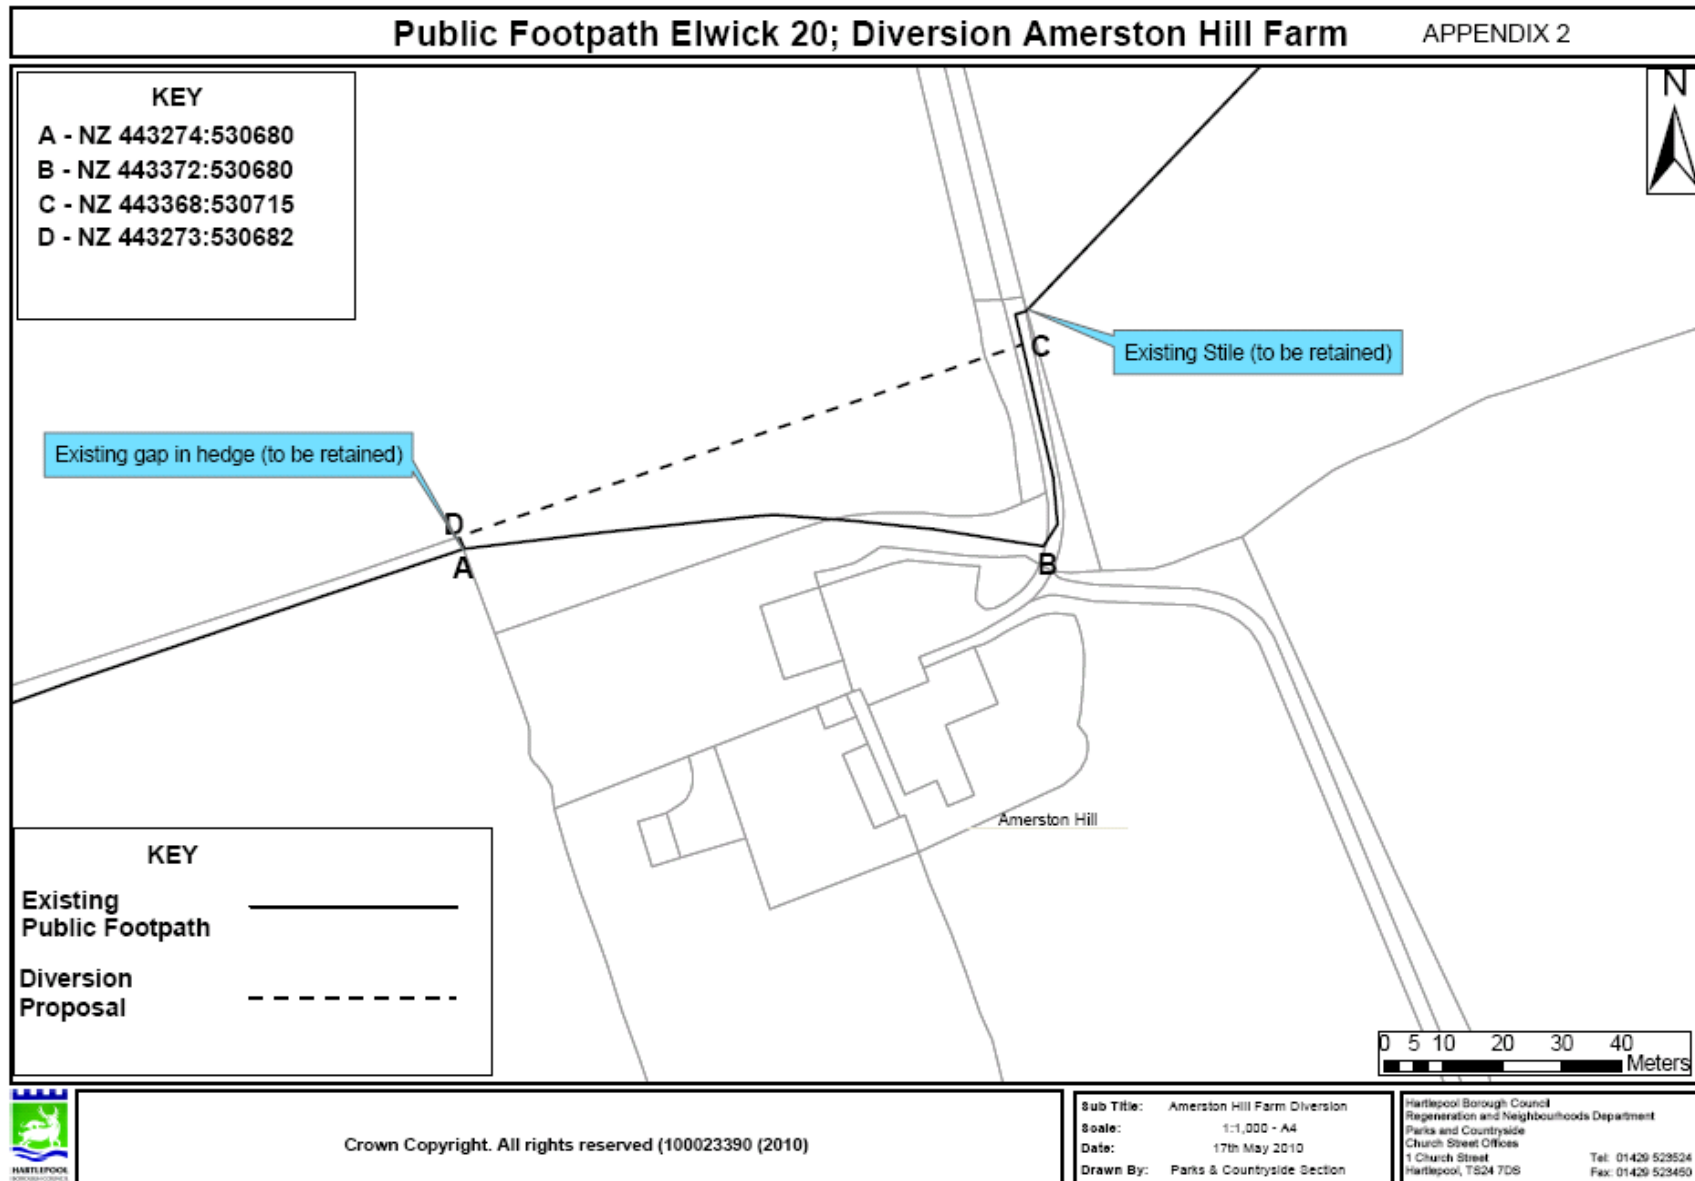 Public Footpath Elwick 20; Diversion Amerston Hill Farm APPENDIX 2
KEY
A - NZ 443274:530680
B - NZ 443372:530680
C - NZ 443368:530715
D - NZ 443273:530682
N
C
Existing Stile (to be retained)
Existing gap in hedge (to be retained)
D
A
B
Amerston Hill
KEY
Existing
Public Footpath
Diversion
Proposal
0 5 10 20 30 40
Meters
HARTLEPOOL
BOROUGH COUNCIL
Crown Copyright. All rights reserved (100023390 (2010)
Sub Title: Amerston Hill Farm Diversion
Scale: 1:1,000 - A4
Date: 17th May 2010
Drawn By: Parks & Countryside Section
Hartlepool Borough Council
Regeneration and Neighbourhoods Department
Parks and Countryside
Church Street Offices
1 Church Street Tel: 01429 523524
Hartlepool, TS24 7DS Fax: 01429 523450